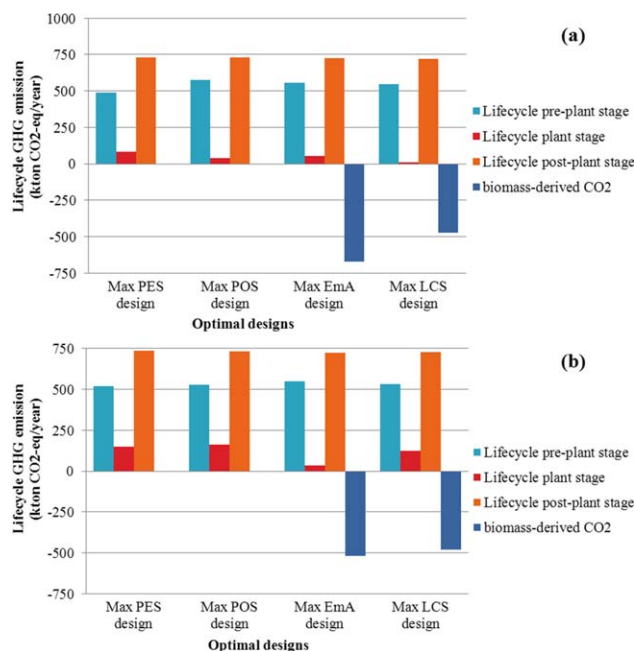 1000
(a)
750
500
250
0
-250
-500
-750
Lifecycle GHG emission
(kton CO2-eq/year)
Lifecycle pre-plant stage
Lifecycle plant stage
Lifecycle post-plant stage
biomass-derived CO2
Max PES Max POS Max EmA Max LCS
design design design design
Optimal designs
750
(b)
500
250
0
-250
-500
-750
Lifecycle GHG emission
(kton CO2-eq/year)
Lifecycle pre-plant stage
Lifecycle plant stage
Lifecycle post-plant stage
biomass-derived CO2
Max PES Max POS Max EmA Max LCS
design design design design
Optimal designs